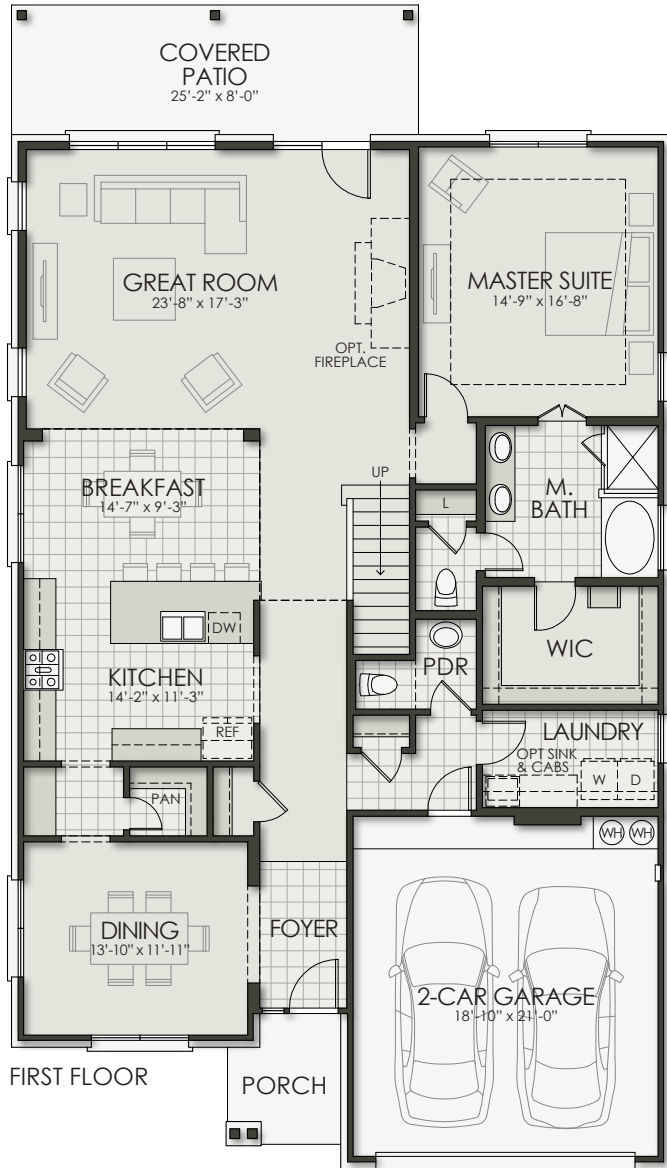 COVERED
PATIO
25'-2" x 8'-0"
GREAT ROOM
23'-8" x 17'-3"
MASTER SUITE
14'-9" x 16'-8"
OPT.
FIREPLACE
BREAKFAST
14'-7" x 9'-3"
UP
L
M.
BATH
DW
KITCHEN
14'-2" x 11'-3"
PDR
WIC
REF
LAUNDRY
OPT SINK
& CABS
W
D
PAN
WH
WH
DINING
13'-10" x 11'-11"
FOYER
2-CAR GARAGE
18'-10" x 21'-0"
FIRST FLOOR
PORCH